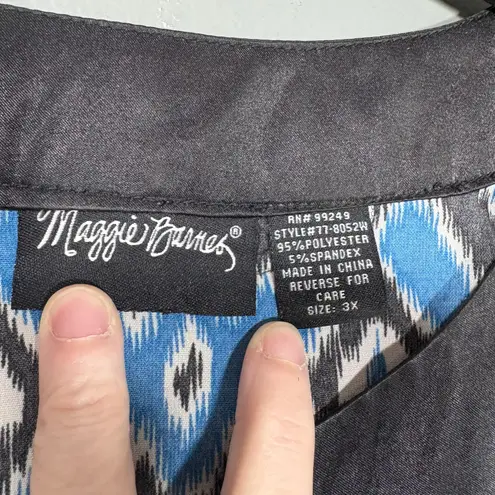 Maggie Barnes®
RN# 99249
STYLE#77-8052W
95%POLYESTER
5%SPANDEX
MADE IN CHINA
REVERSE FOR
CARE
SIZE: 3X